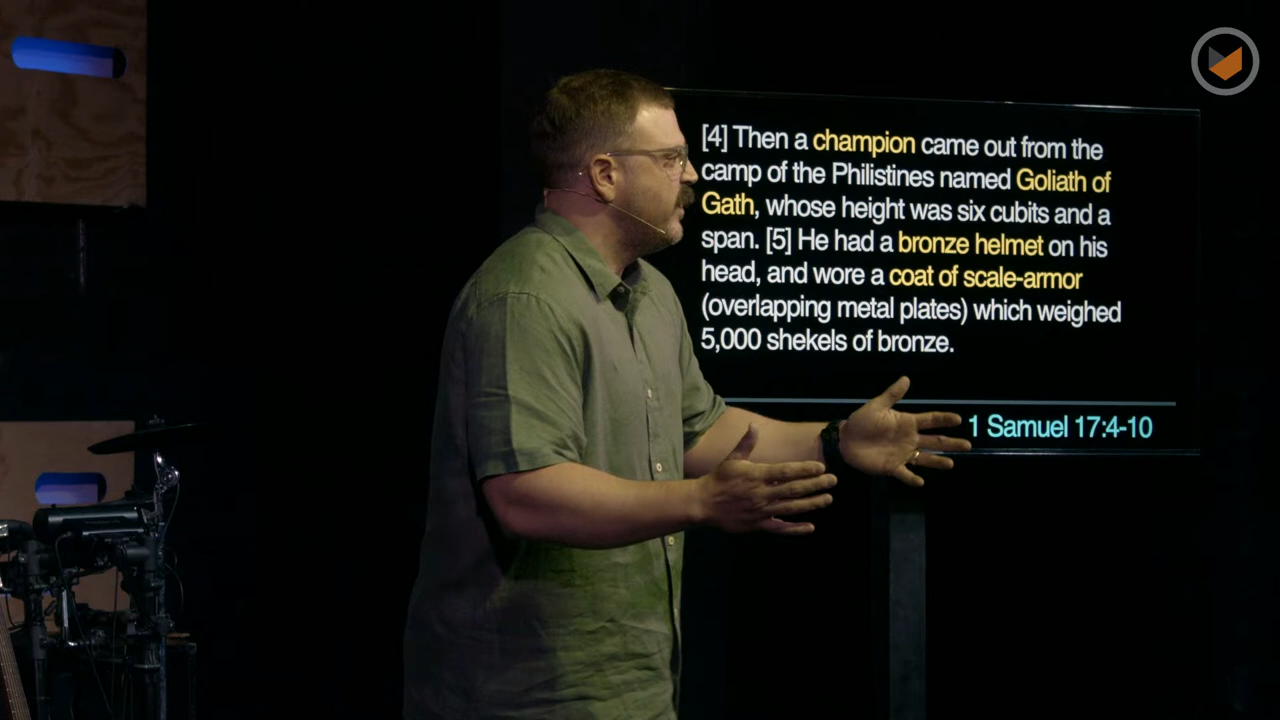 [4] Then a champion came out from the
camp of the Philistines named Goliath of
Gath, whose height was six cubits and a
span. [5] He had a bronze helmet on his
head, and wore a coat of scale-armor
(overlapping metal plates) which weighed
5,000 shekels of bronze.
1 Samuel 17:4-10